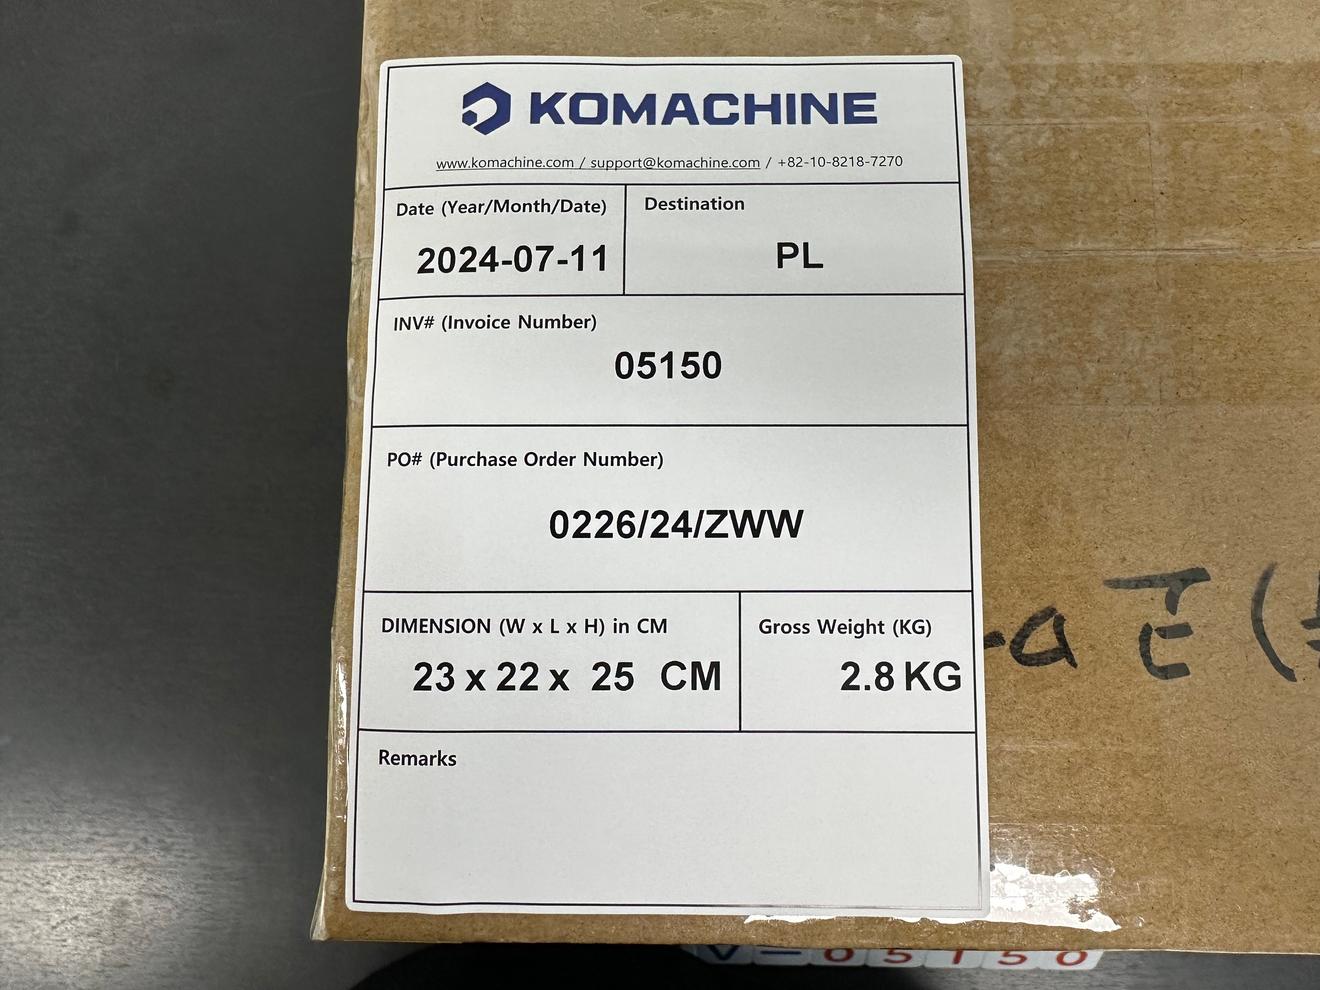 KOMACHINE
www.komachine.com / support@komachine.com / +82-10-8218-7270
Date (Year/Month/Date)
2024-07-11
Destination
PL
INV# (Invoice Number)
05150
PO# (Purchase Order Number)
0226/24/ZWW
DIMENSION (W x L x H) in CM
23 x 22 x 25 CM
Gross Weight (KG)
2.8 KG
Remarks
V-05150